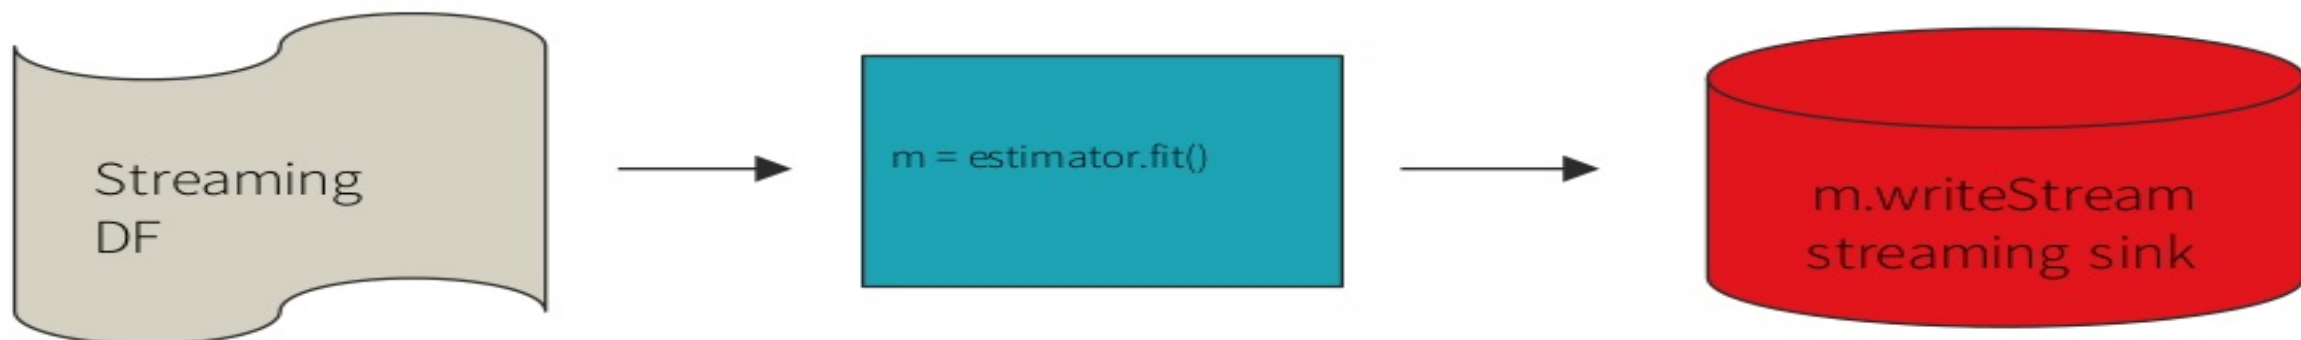 Streaming
DF
m = estimator.fit()
m.writeStream
streaming sink